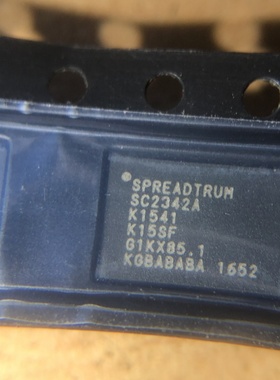 SPREADTRUM
SC2342A
K1541
K15SF
G1KX85.1
KGBABABA 1652